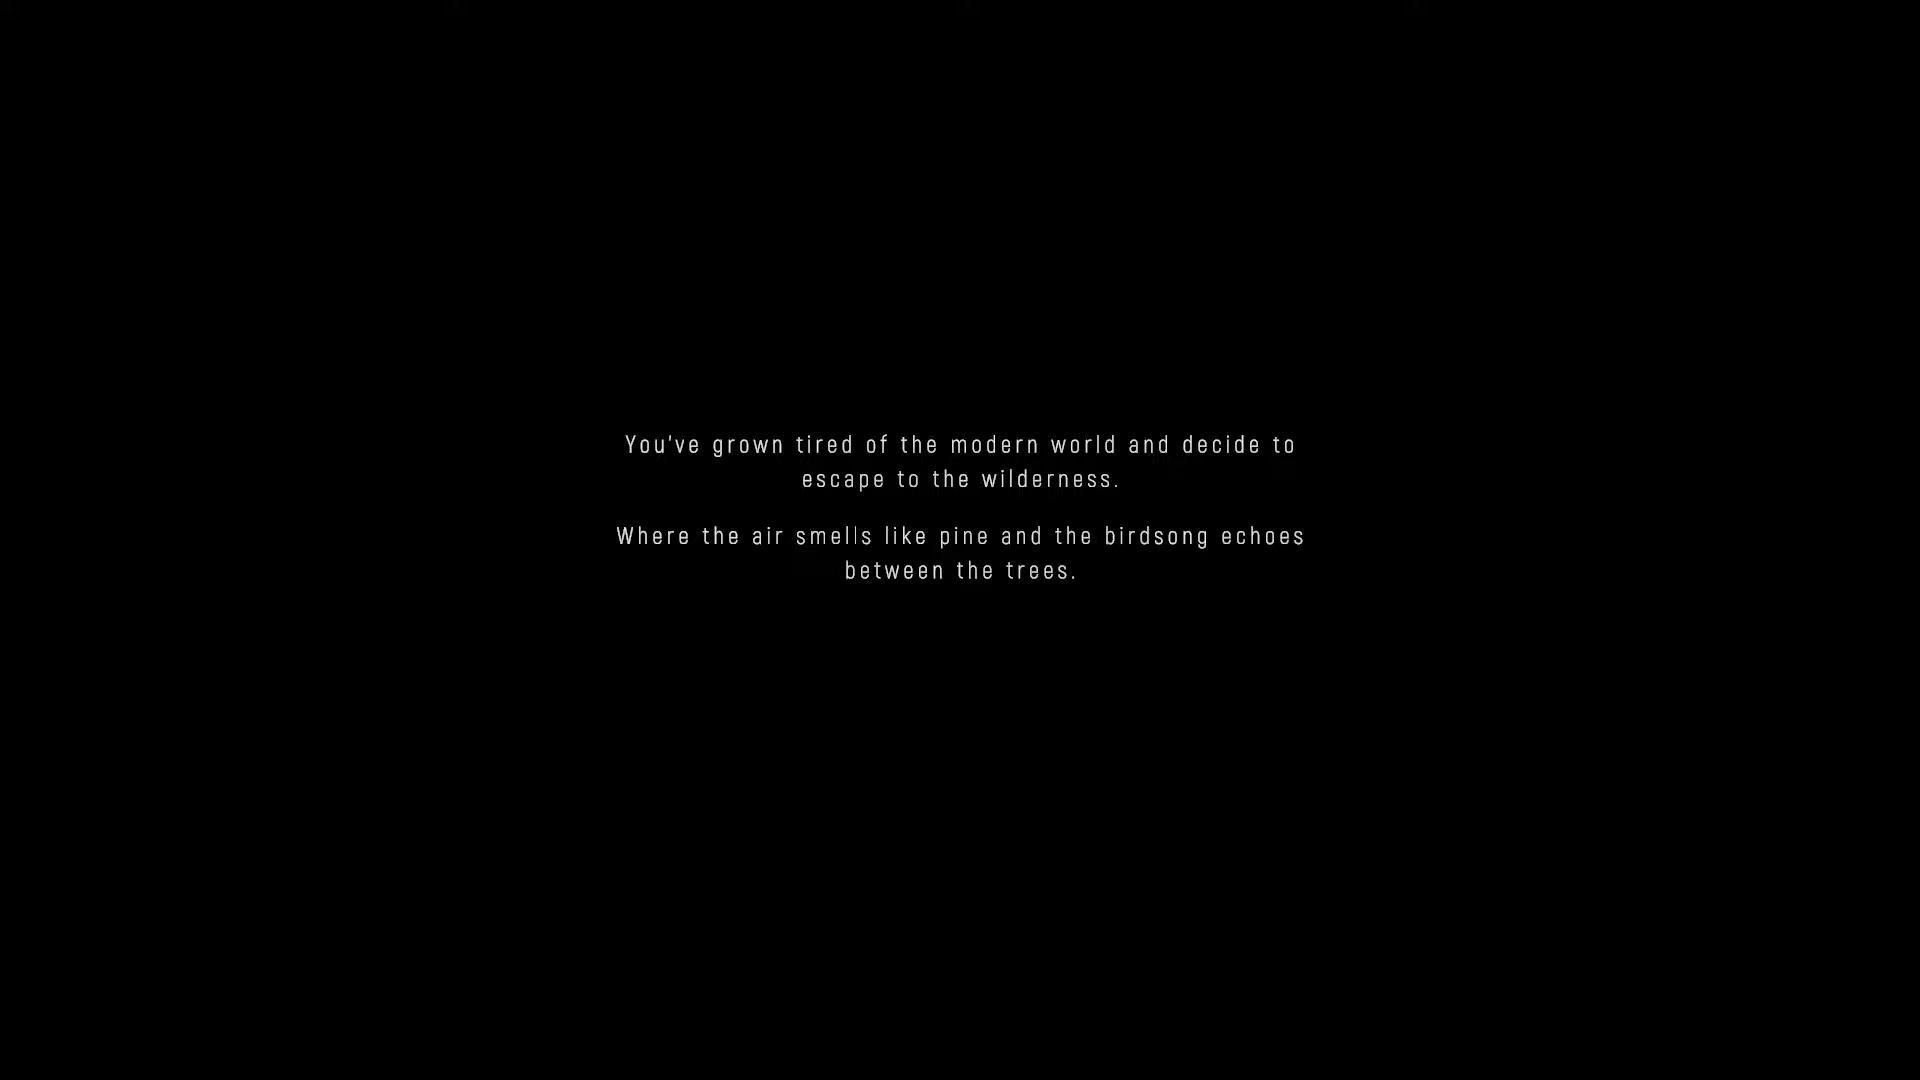 You've grown tired of the modern world and decide to
escape to the wilderness.
Where the air smells like pine and the birdsong echoes
between the trees.